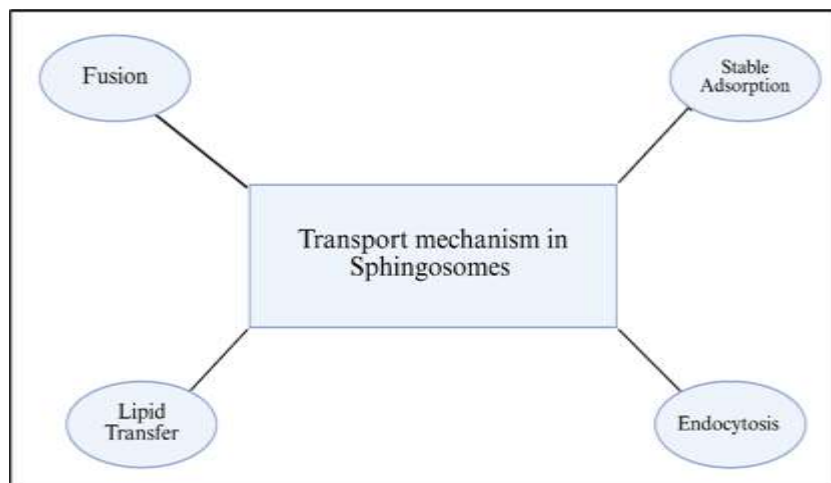 Fusion
Stable
Adsorption
Transport mechanism in
Sphingosomes
Lipid
Transfer
Endocytosis